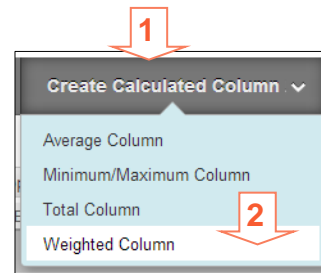 1
Create Calculated Column
Average Column
Minimum/Maximum Column
Total Column
2
Weighted Column